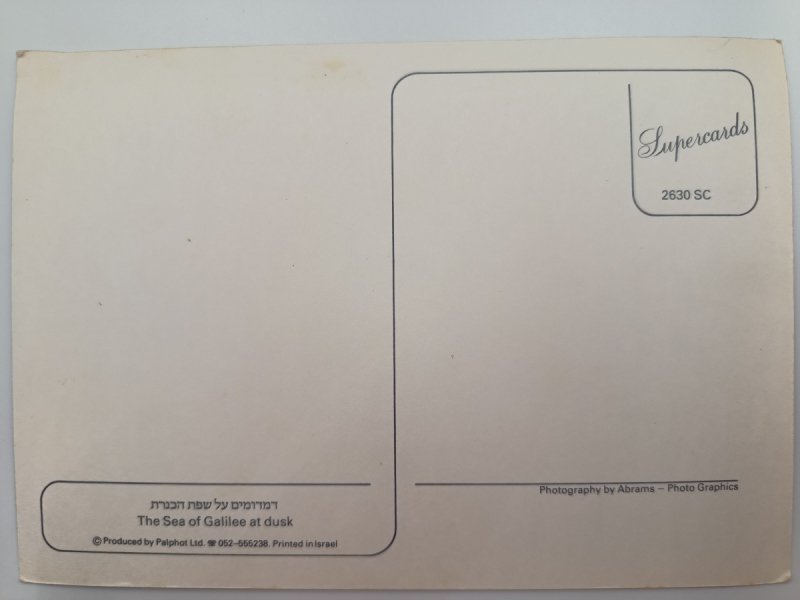 Supercards
2630 SC
Photography by Abrams – Photo Graphics
דמדומים על שפת הכנרת
The Sea of Galilee at dusk
© Produced by Palphot Ltd. ☎ 052–555238. Printed in Israel